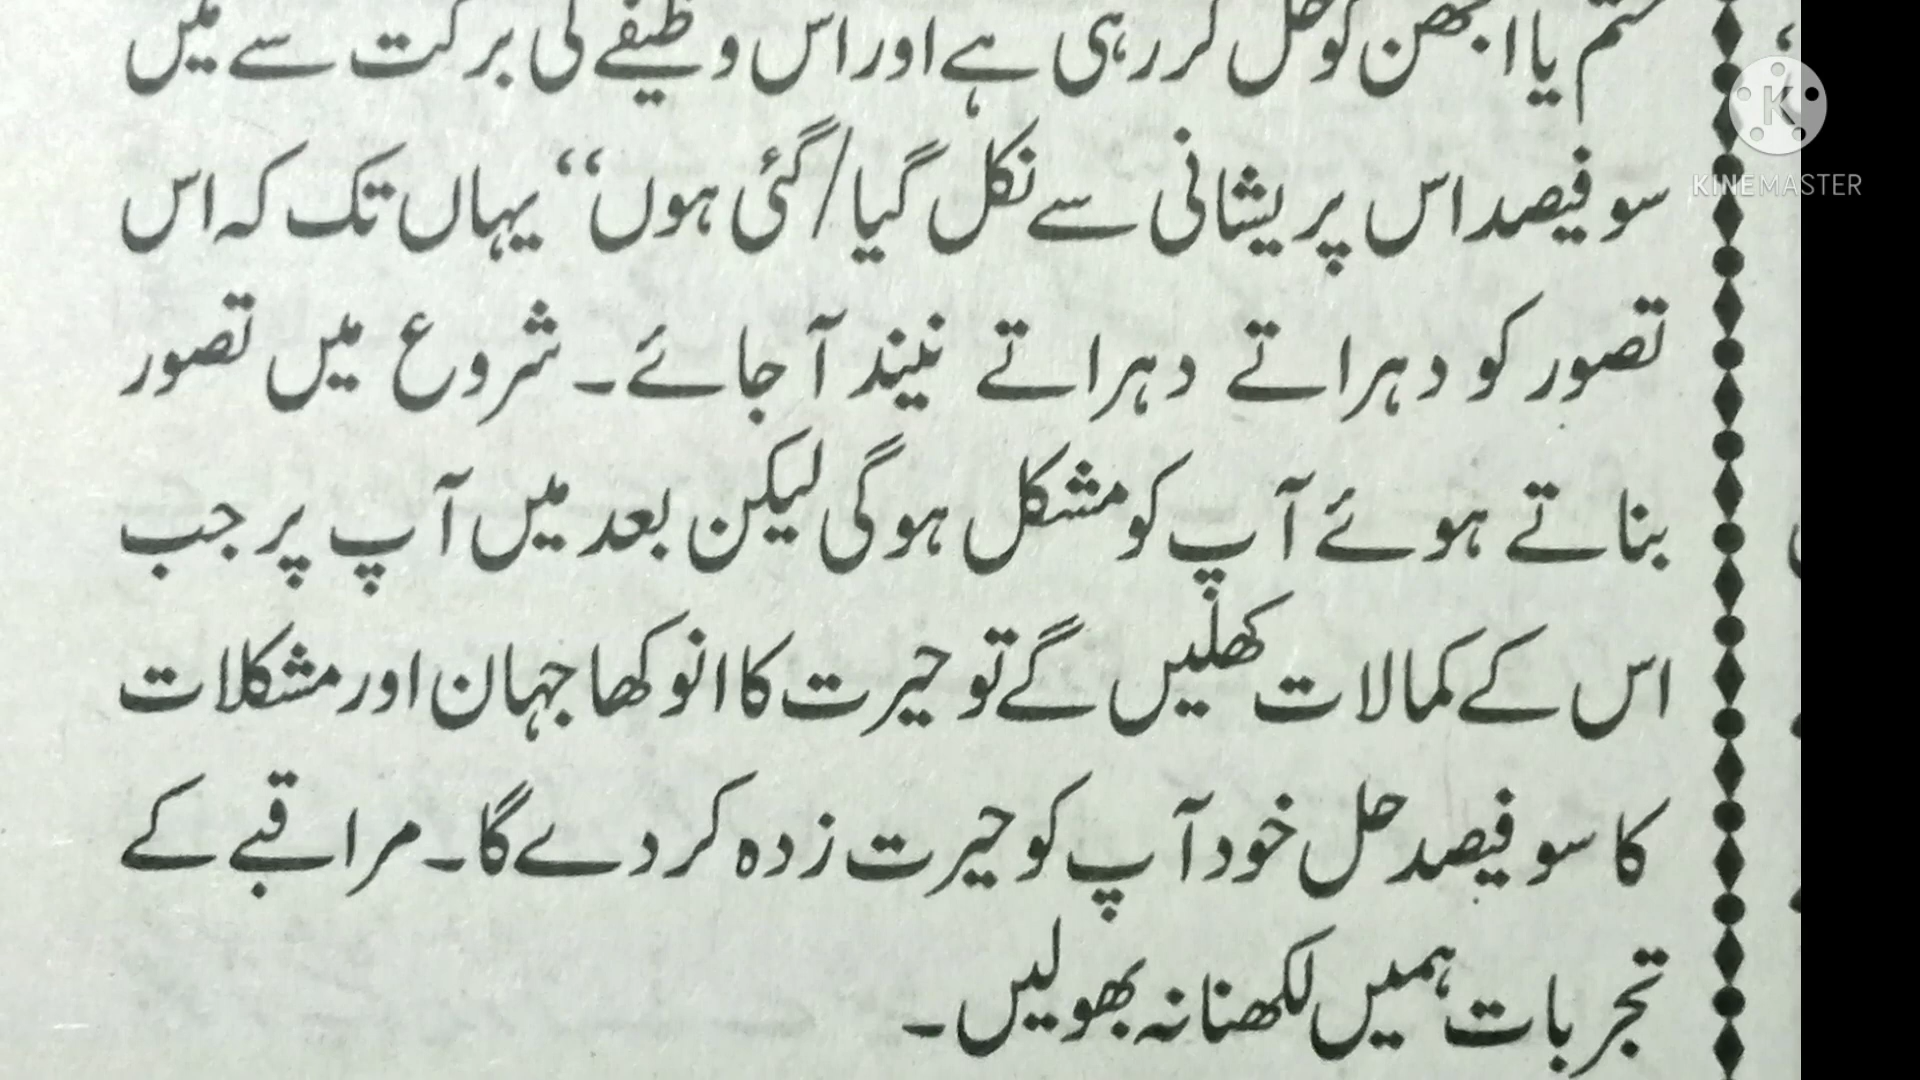 ختم یا الجھن کو حل کر رہی ہے اور اس وظیفے کی برکت سے میں
سو فیصد اس پریشانی سے نکل گیا/گئی ہوں‘‘ یہاں تک کہ اس
تصور کو دہراتے دہراتے نیند آجائے۔ شروع میں تصور
بناتے ہوئے آپ کو مشکل ہوگی لیکن بعد میں آپ پر جب
اس کے کمالات کھلیں گے تو حیرت کا انوکھا جہان اور مشکلات
کا سو فیصد حل خود آپ کو حیرت زدہ کر دے گا۔ مراقبے کے
تجربات ہمیں لکھنا نہ بھولیں۔
K
KINEMASTER